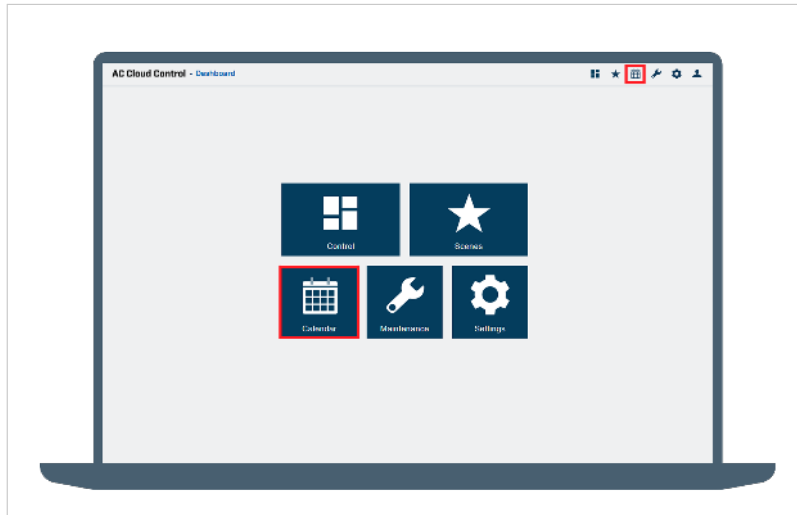 AC Cloud Control - Dashboard
Control
Scenes
Calendar
Maintenance
Settings